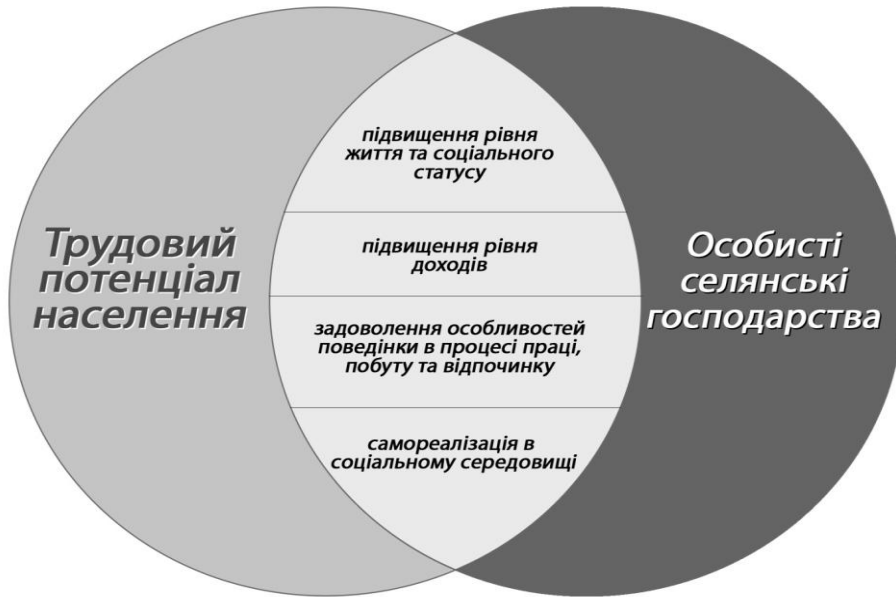 Трудовий
потенціал
населення
підвищення рівня
життя та соціального
статусу
підвищення рівня
доходів
задоволення особливостей
поведінки в процесі праці,
побуту та відпочинку
самореалізація в
соціальному середовищі
Особисті
селянські
господарства